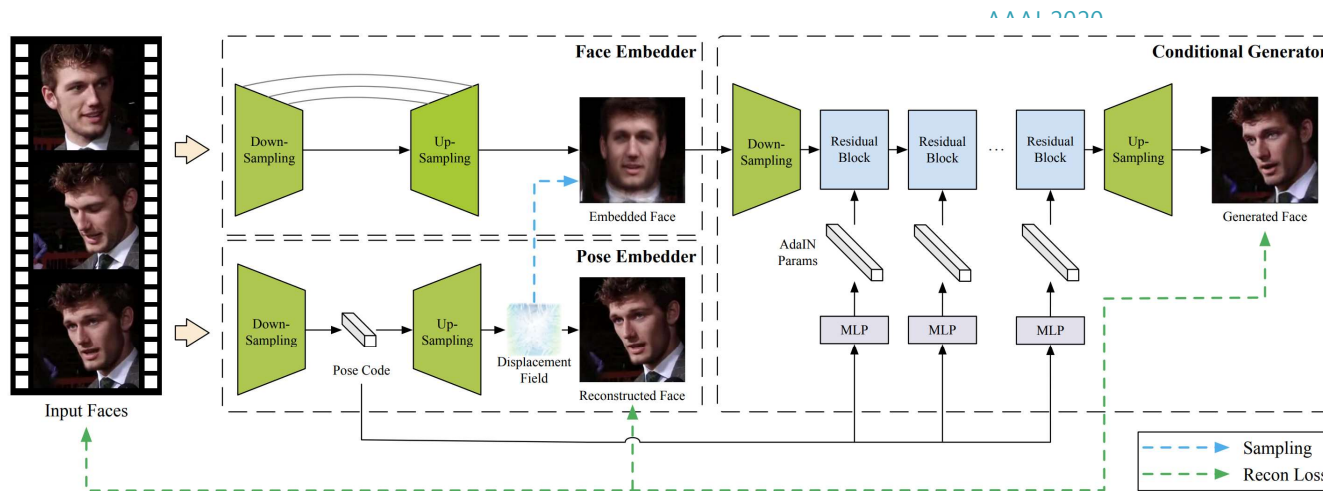 AAAI 2020
Face Embedder
Conditional Generator
Down-
Sampling
Up-
Sampling
Embedded Face
Down-
Sampling
Residual
Block
Residual
Block
...
Residual
Block
Up-
Sampling
Generated Face
AdaIN
Params
MLP
MLP
MLP
Pose Embedder
Down-
Sampling
Pose Code
Up-
Sampling
Displacement
Field
Reconstructed Face
Input Faces
Sampling
Recon Loss